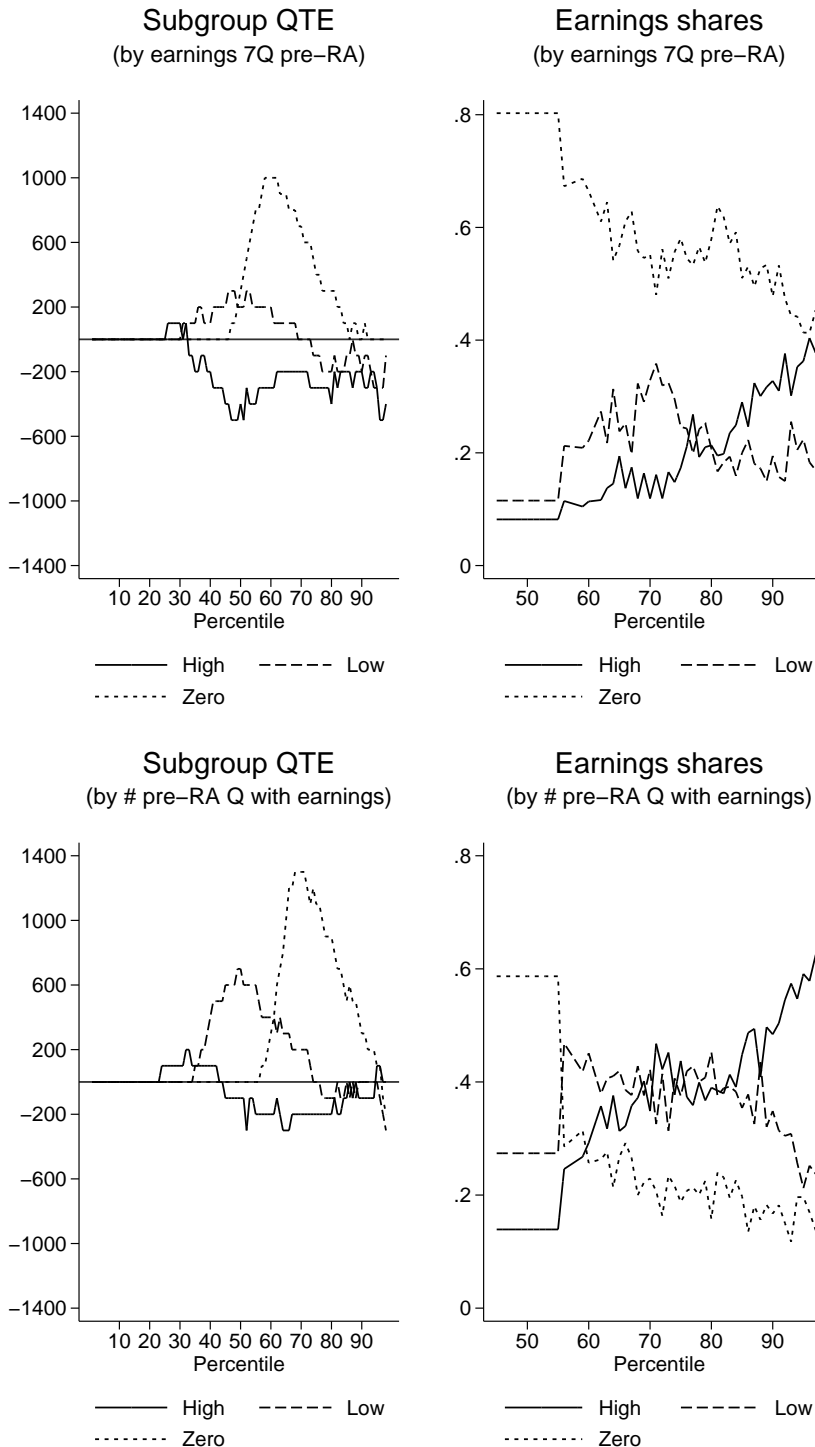 Subgroup QTE
(by earnings 7Q pre−RA)
1400
1000
600
200
−200
−600
−1000
−1400
10 20 30 40 50 60 70 80 90
Percentile
High Low
Zero
Earnings shares
(by earnings 7Q pre−RA)
.8
.6
.4
.2
0
50 60 70 80 90
Percentile
High Low
Zero
Subgroup QTE
(by # pre−RA Q with earnings)
1400
1000
600
200
−200
−600
−1000
−1400
10 20 30 40 50 60 70 80 90
Percentile
High Low
Zero
Earnings shares
(by # pre−RA Q with earnings)
.8
.6
.4
.2
0
50 60 70 80 90
Percentile
High Low
Zero